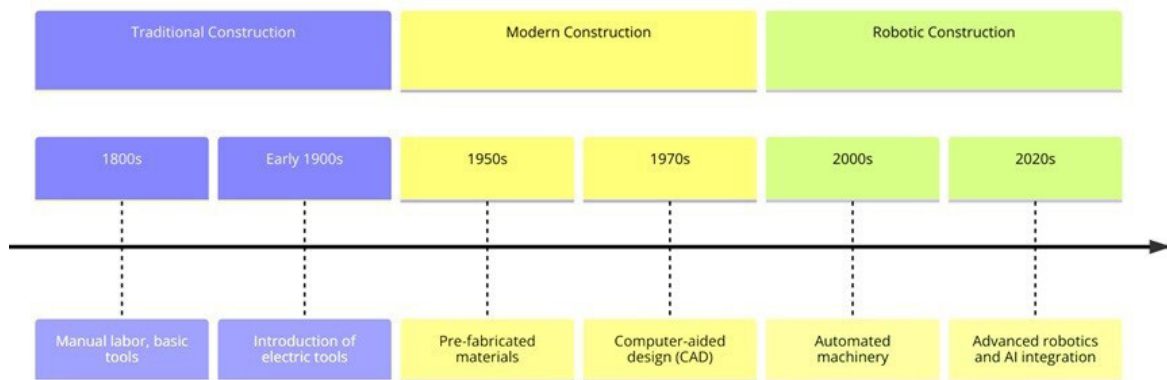 Traditional Construction
Modern Construction
Robotic Construction
1800s
Early 1900s
1950s
1970s
2000s
2020s
Manual labor, basic
tools
Introduction of
electric tools
Pre-fabricated
materials
Computer-aided
design (CAD)
Automated
machinery
Advanced robotics
and AI integration